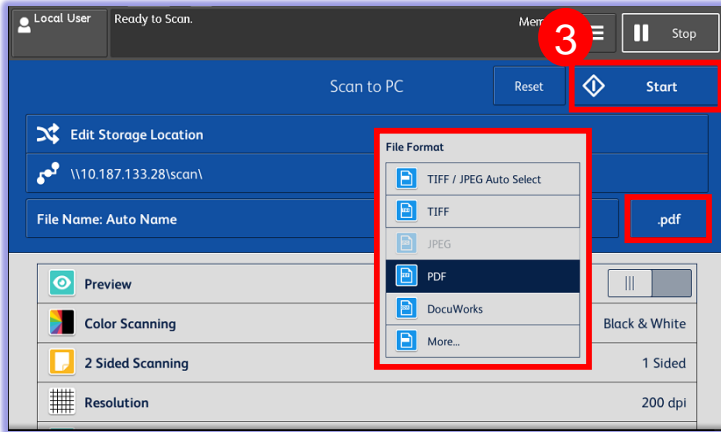 Local User
Ready to Scan.
Mem
3
Stop
Scan to PC
Reset
Start
Edit Storage Location
\\10.187.133.28\scan\
File Name: Auto Name
.pdf
File Format
TIFF / JPEG Auto Select
TIFF
JPEG
PDF
DocuWorks
More...
Preview
Color Scanning
Black & White
2 Sided Scanning
1 Sided
Resolution
200 dpi